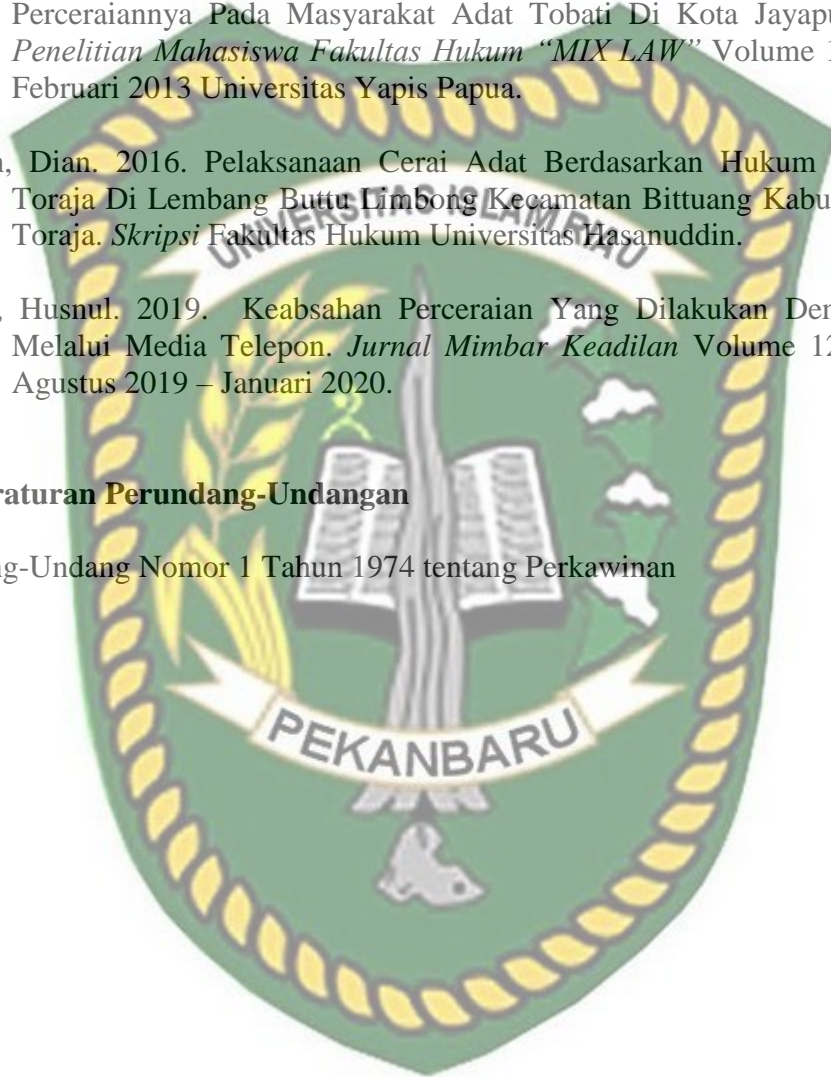 Perceraiannya Pada Masyarakat Adat Tobati Di Kota Jayapu
Penelitian Mahasiswa Fakultas Hukum “MIX LAW” Volume 1
Februari 2013 Universitas Yapis Papua.
n, Dian. 2016. Pelaksanaan Cerai Adat Berdasarkan Hukum
Toraja Di Lembang Buttu Limbong Kecamatan Bittuang Kabu
Toraja. Skripsi Fakultas Hukum Universitas Hasanuddin.
UNIVERSITAS ISLAM RIAU
, Husnul. 2019. Keabsahan Perceraian Yang Dilakukan Den
Melalui Media Telepon. Jurnal Mimbar Keadilan Volume 12
Agustus 2019 – Januari 2020.
raturan Perundang-Undangan
ng-Undang Nomor 1 Tahun 1974 tentang Perkawinan
PEKANBARU